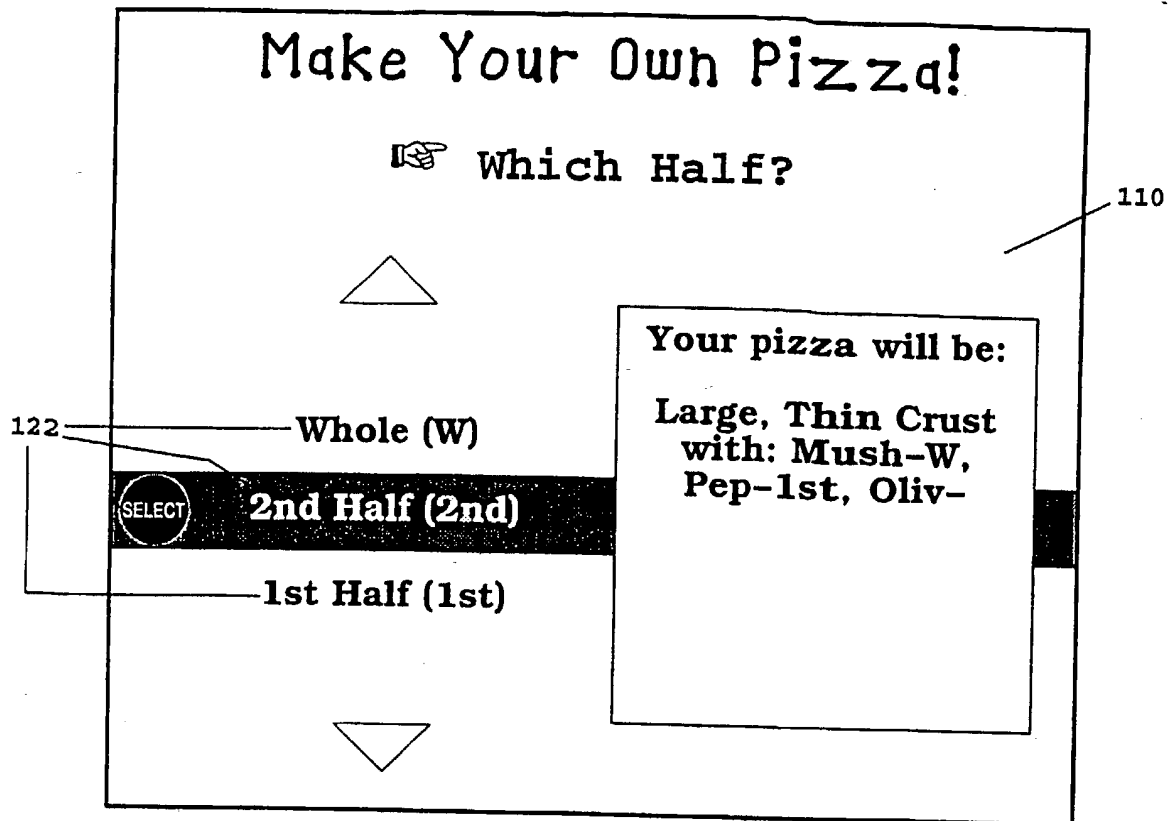 Make Your Own Pizza!
☞ Which Half?
110
Your pizza will be:
Large, Thin Crust
with: Mush-W,
Pep-1st, Oliv-
122
Whole (W)
SELECT 2nd Half (2nd)
1st Half (1st)